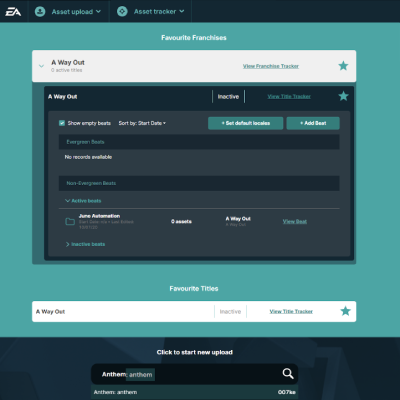 EA
Asset upload
Asset tracker
Favourite Franchises
A Way Out
0 active titles
View Franchise Tracker
A Way Out
Inactive
View Title Tracker
Show empty beats
Sort by: Start Date
+ Set default locales
+ Add Beat
Evergreen Beats
No records available
Non-Evergreen Beats
Active beats
June Automation
0 assets
A Way Out
A Way Out
View Beat
Inactive beats
Favourite Titles
A Way Out
Inactive
View Title Tracker
Click to start new upload
Anthem: anthem
Anthem: anthem
007ke